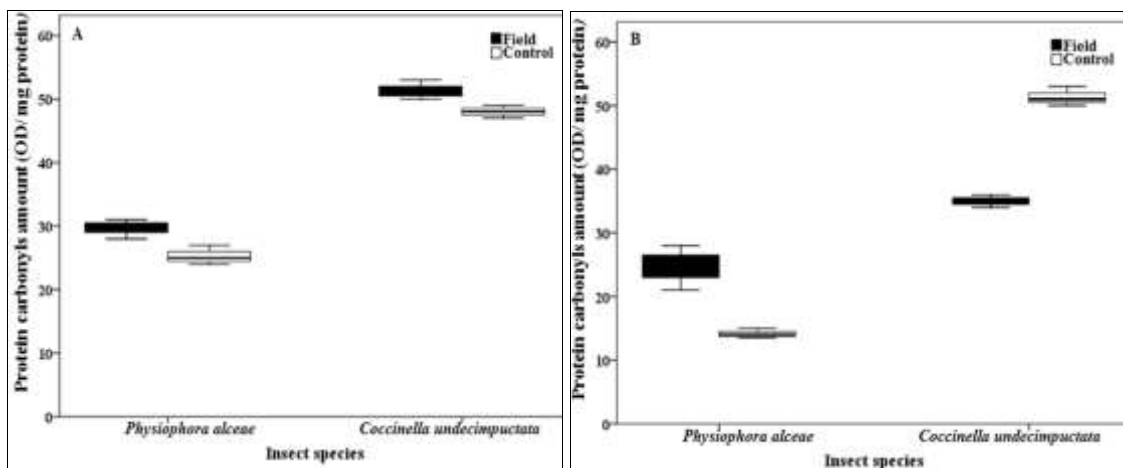 Protein carbonyls amount (OD/ mg protein)
60
50
40
30
20
10
0
A
Field
Control
Physiophora alceae
Coccinella undecimpuctata
Insect species
Protein carbonyls amount (OD/ mg protein)
60
50
40
30
20
10
0
B
Field
Control
Physiophora alceae
Coccinella undecimpuctata
Insect species